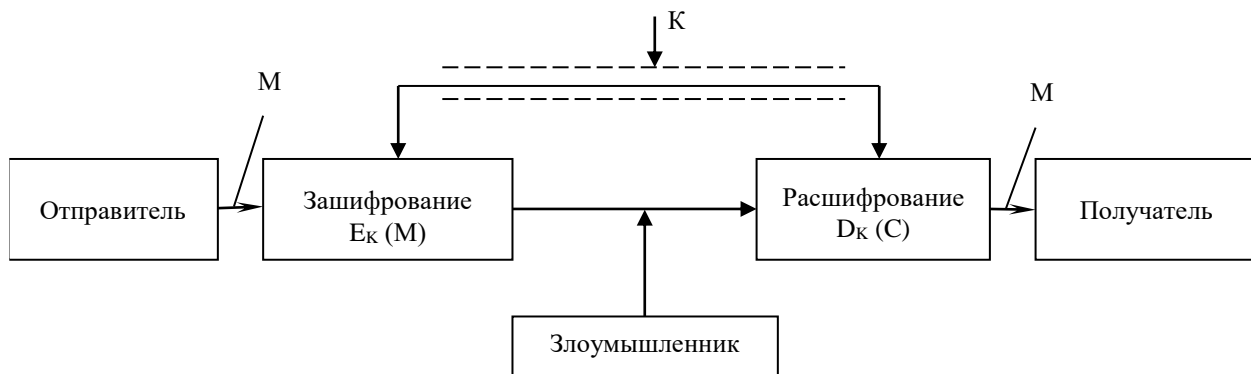 К
М
М
Отправитель
Зашифрование
EК (М)
Расшифрование
DК (С)
Получатель
Злоумышленник